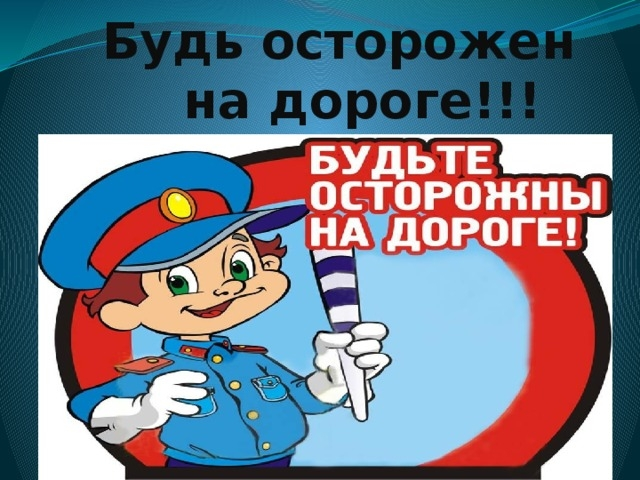 Будь осторожен
на дороге!!!
БУДЬТЕ
ОСТОРОЖНЫ
НА ДОРОГЕ!